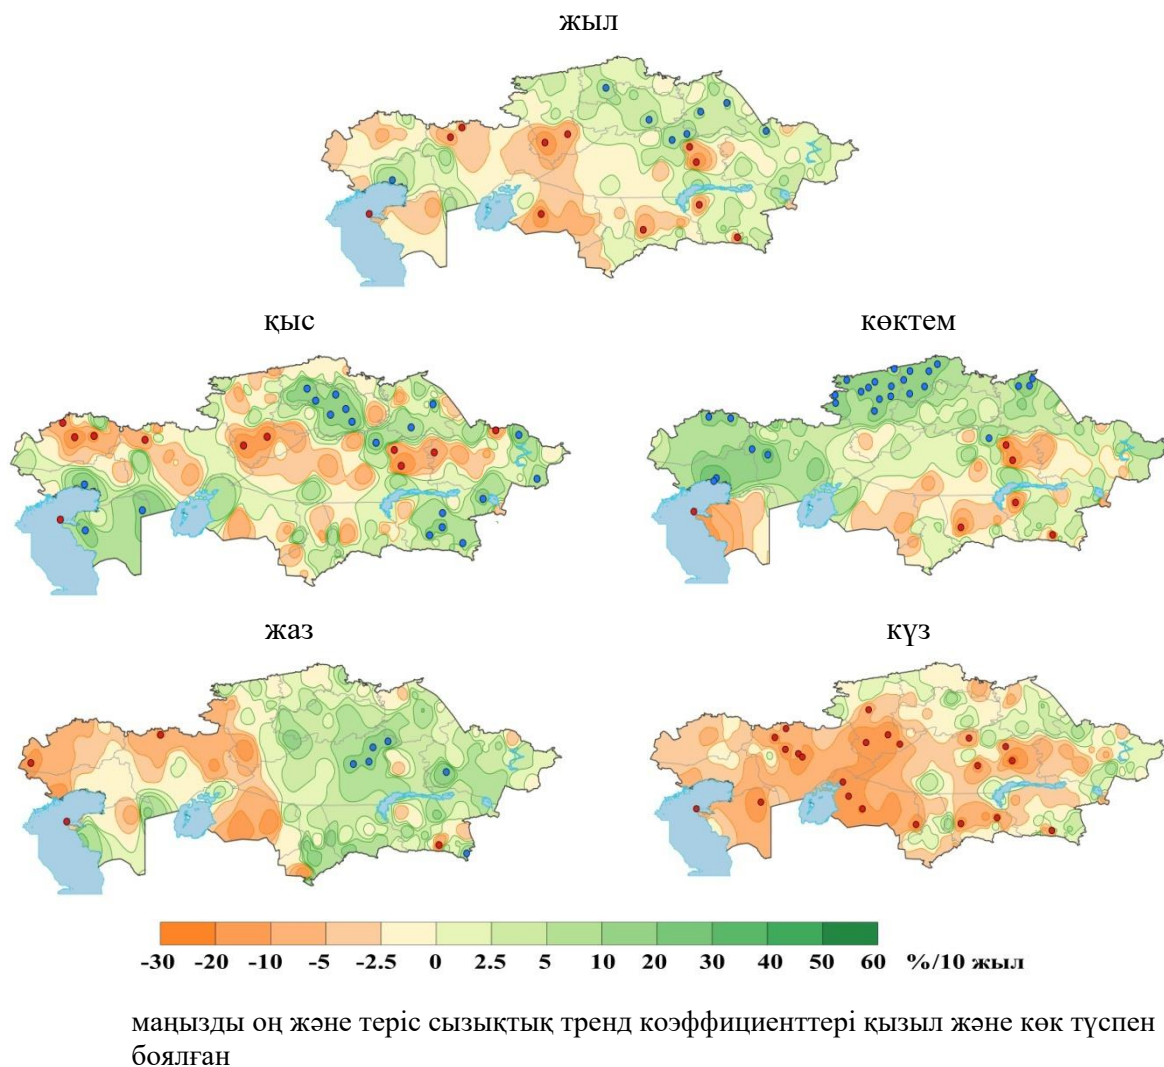 жыл
қыс көктем
жаз күз
-30 -20 -10 -5 -2.5 0 2.5 5 10 20 30 40 50 60 %/10 жыл
маңызды оң және теріс сызықтық тренд коэффициенттері қызыл және көк түспен
боялған